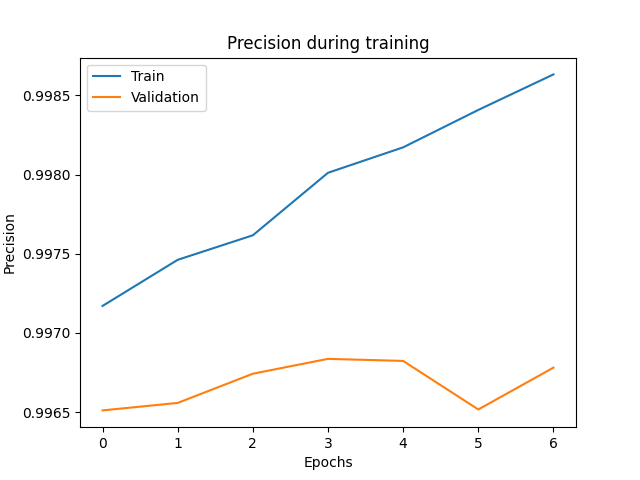 Precision during training
Train
Validation
0.9985
0.9980
0.9975
0.9970
0.9965
Precision
0 1 2 3 4 5 6
Epochs